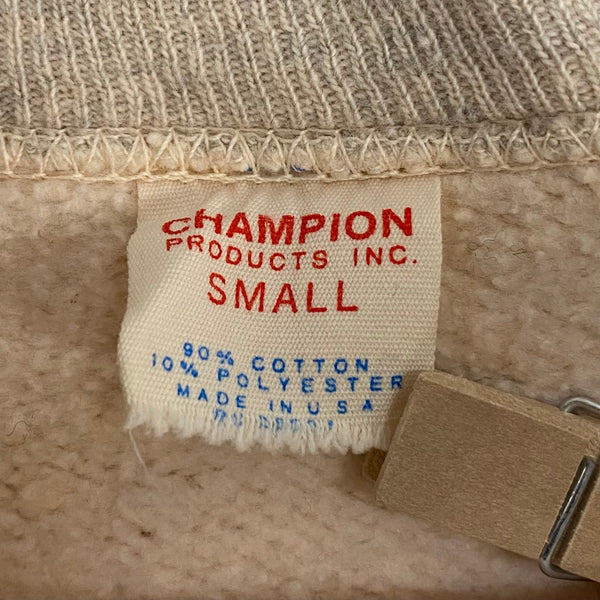 CHAMPION
PRODUCTS INC.
SMALL
90% COTTON
10% POLYESTER
MADE IN USA